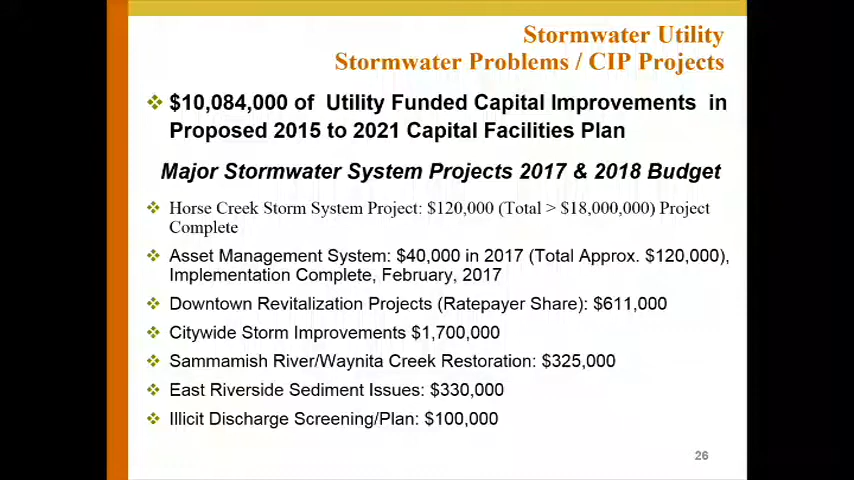 Stormwater Utility
Stormwater Problems / CIP Projects
$10,084,000 of Utility Funded Capital Improvements in
Proposed 2015 to 2021 Capital Facilities Plan
Major Stormwater System Projects 2017 & 2018 Budget
Horse Creek Storm System Project: $120,000 (Total > $18,000,000) Project
Complete
Asset Management System: $40,000 in 2017 (Total Approx. $120,000),
Implementation Complete, February, 2017
Downtown Revitalization Projects (Ratepayer Share): $611,000
Citywide Storm Improvements $1,700,000
Sammamish River/Waynita Creek Restoration: $325,000
East Riverside Sediment Issues: $330,000
Illicit Discharge Screening/Plan: $100,000
26